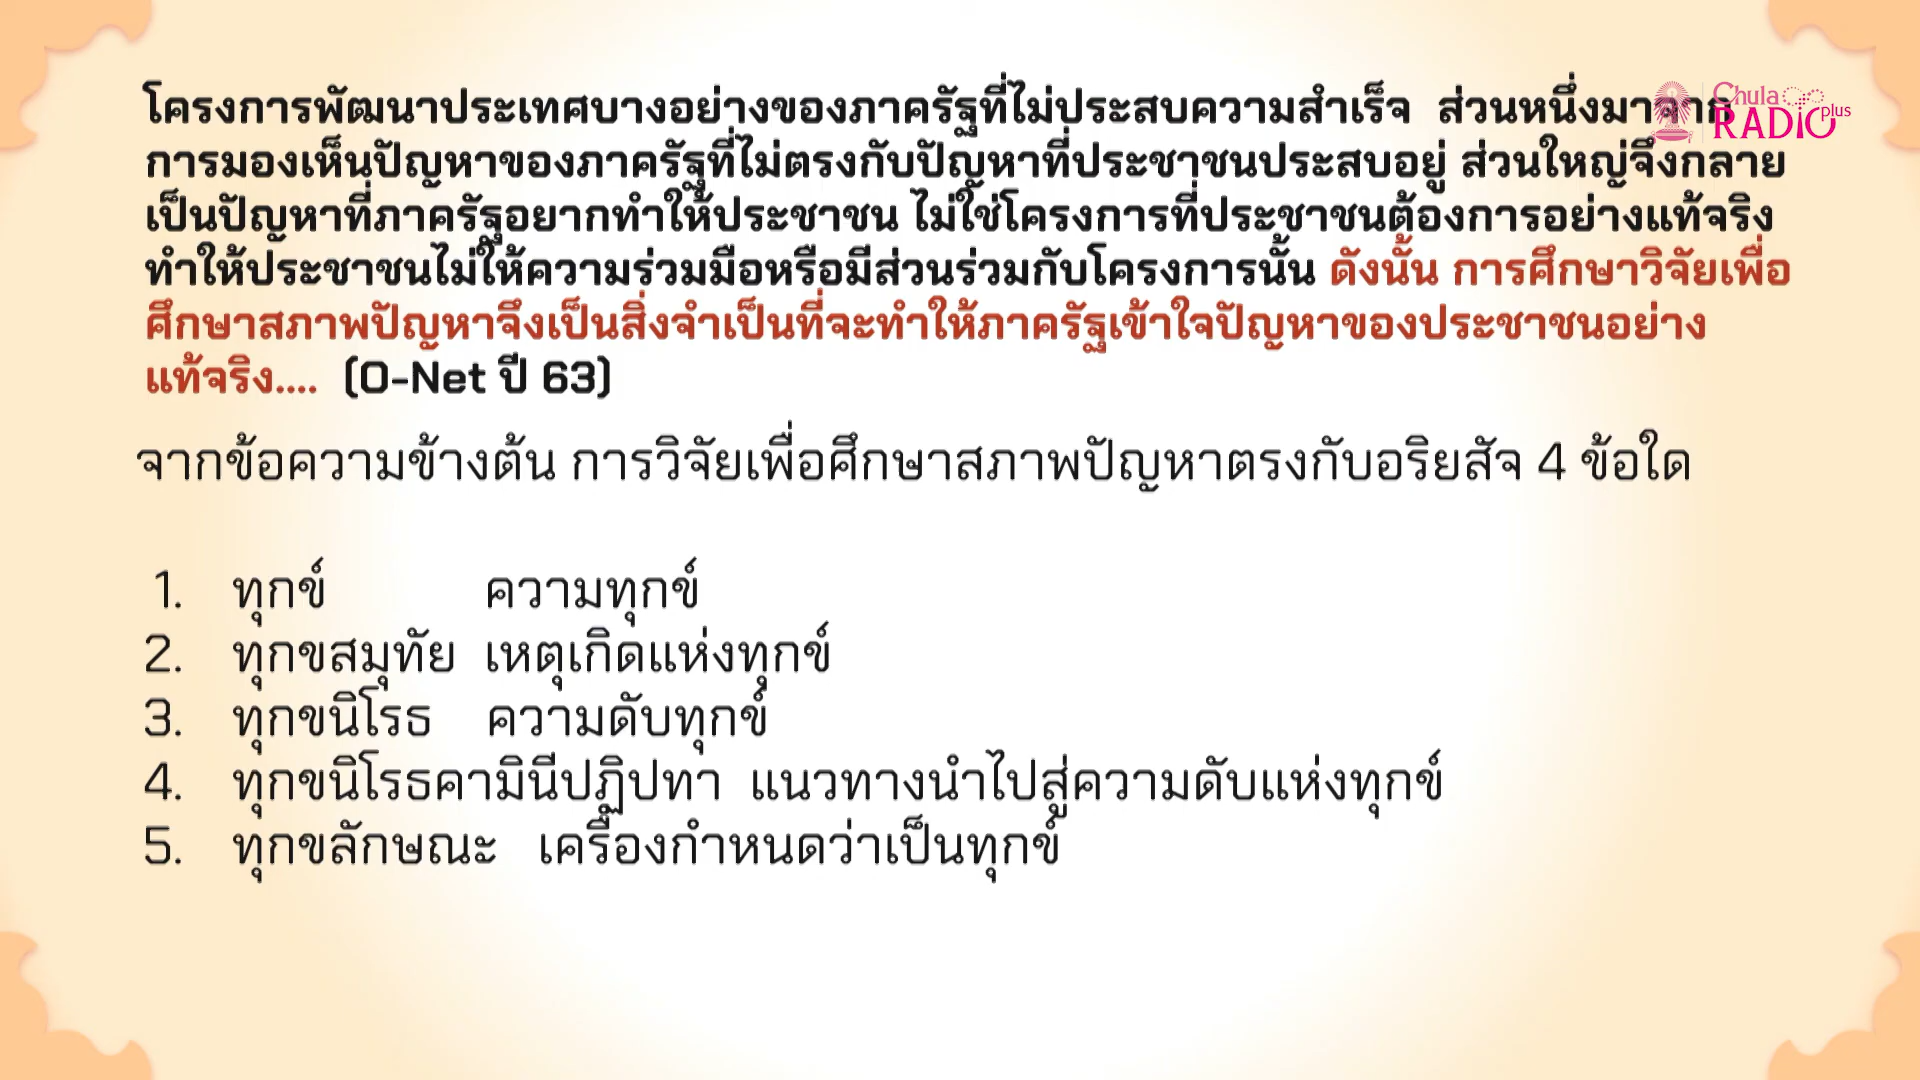 โครงการพัฒนาประเทศบางอย่างของภาครัฐที่ไม่ประสบความสำเร็จ ส่วนหนึ่งมาจาก
Chula
RADIO plus
การมองเห็นปัญหาของภาครัฐที่ไม่ตรงกับปัญหาที่ประชาชนประสบอยู่ ส่วนใหญ่จึงกลาย
เป็นปัญหาที่ภาครัฐอยากทำให้ประชาชน ไม่ใช่โครงการที่ประชาชนต้องการอย่างแท้จริง
ทำให้ประชาชนไม่ให้ความร่วมมือหรือมีส่วนร่วมกับโครงการนั้น ดังนั้น การศึกษาวิจัยเพื่อ
ศึกษาสภาพปัญหาจึงเป็นสิ่งจำเป็นที่จะทำให้ภาครัฐเข้าใจปัญหาของประชาชนอย่าง
แท้จริง.... (O-Net ปี 63)
จากข้อความข้างต้น การวิจัยเพื่อศึกษาสภาพปัญหาตรงกับอริยสัจ 4 ข้อใด
1. ทุกข์ ความทุกข์
2. ทุกขสมุทัย เหตุเกิดแห่งทุกข์
3. ทุกขนิโรธ ความดับทุกข์
4. ทุกขนิโรธคามินีปฏิปทา แนวทางนำไปสู่ความดับแห่งทุกข์
5. ทุกขลักษณะ เครื่องกำหนดว่าเป็นทุกข์